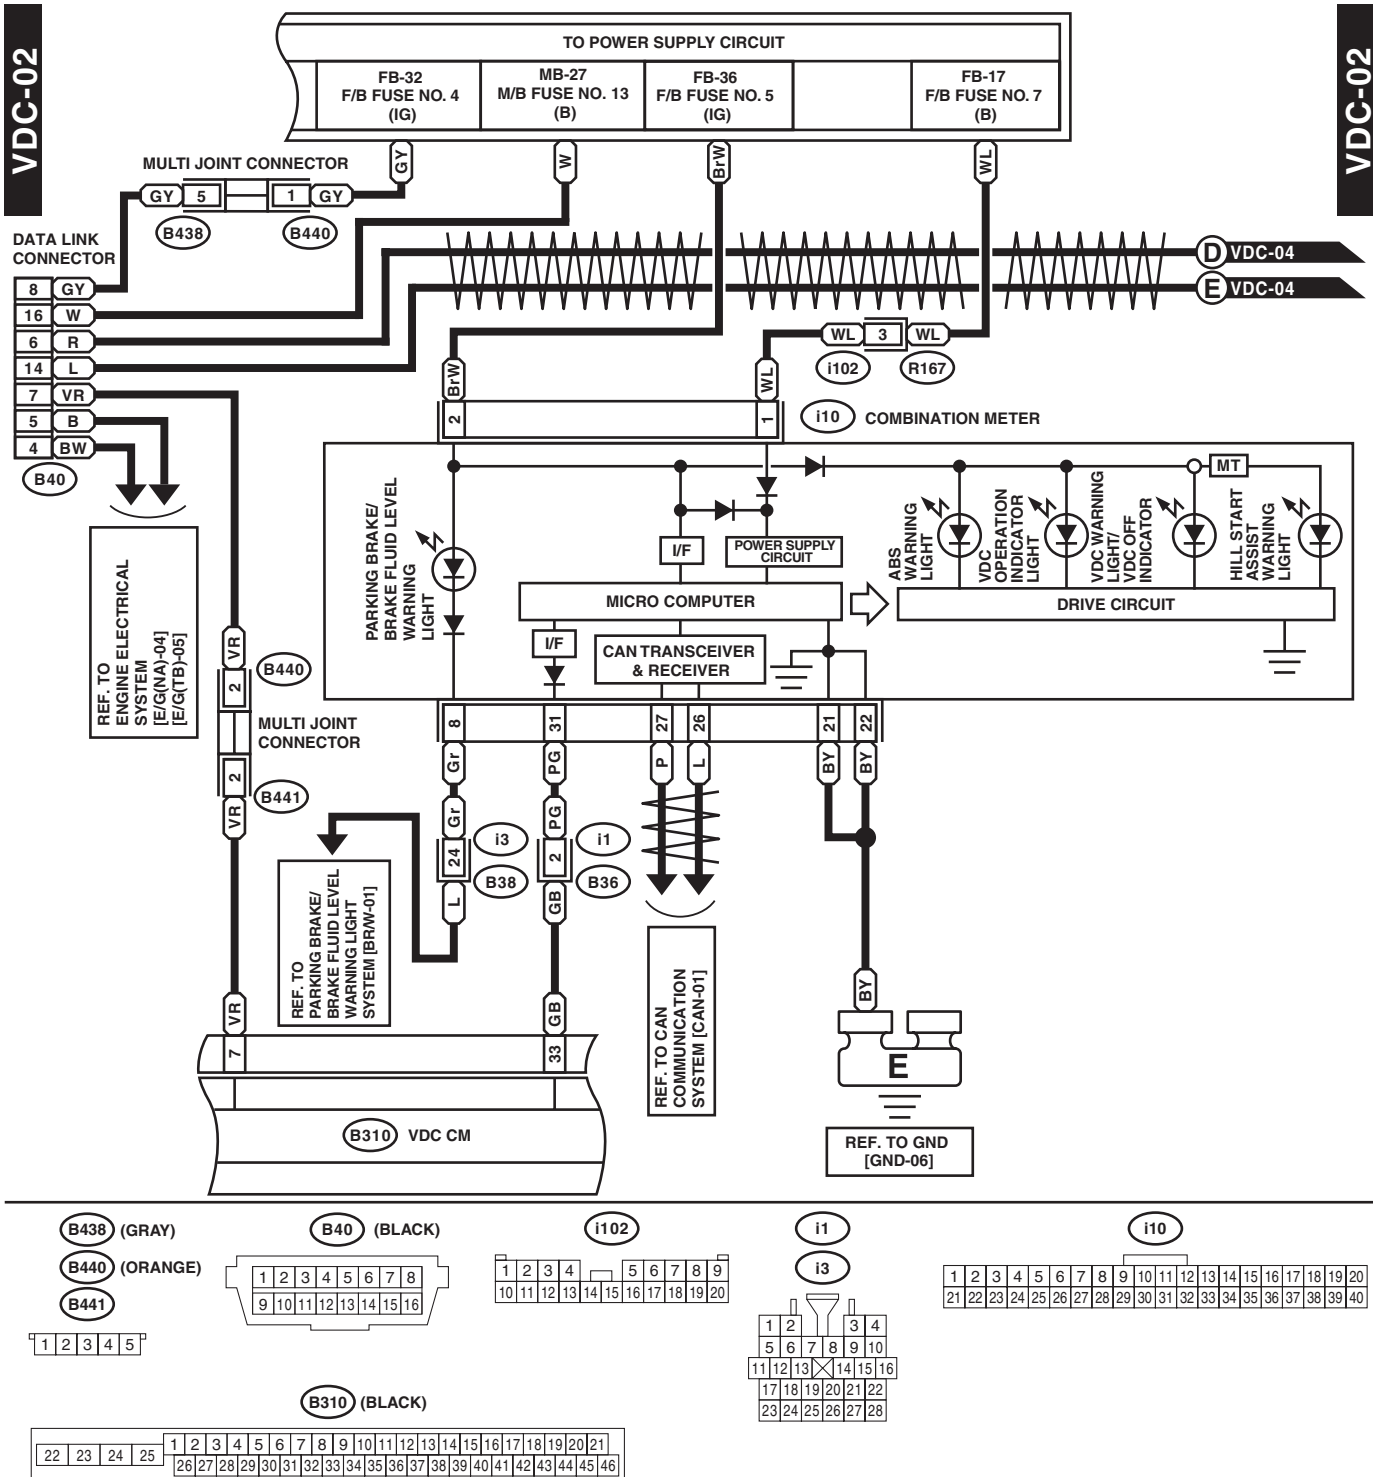 VDC-02
VDC-02
TO POWER SUPPLY CIRCUIT
FB-32
F/B FUSE NO. 4
(IG)
MB-27
M/B FUSE NO. 13
(B)
FB-36
F/B FUSE NO. 5
(IG)
FB-17
F/B FUSE NO. 7
(B)
GY
W
BrW
WL
MULTI JOINT CONNECTOR
GY 5 1 GY
B438 B440
DATA LINK
CONNECTOR
8 GY
16 W
6 R
14 L
7 VR
5 B
4 BW
B40
D VDC-04
E VDC-04
WL 3 WL
i102 R167
BrW
WL
2
1
i10 COMBINATION METER
PARKING BRAKE/
BRAKE FLUID LEVEL
WARNING
LIGHT
I/F
POWER SUPPLY
CIRCUIT
MICRO COMPUTER
I/F
CAN TRANSCEIVER
& RECEIVER
MT
ABS
WARNING
LIGHT
VDC
OPERATION
INDICATOR
LIGHT
VDC WARNING
LIGHT/
VDC OFF
INDICATOR
HILL START
ASSIST
WARNING
LIGHT
DRIVE CIRCUIT
REF. TO
ENGINE ELECTRICAL
SYSTEM
[E/G(NA)-04]
[E/G(TB)-05]
VR
2
B440
MULTI JOINT
CONNECTOR
2
B441
VR
8 31 27 26 21 22
Gr PG P L BY BY
Gr PG
24 i3 2 i1
B38 B36
L GB
REF. TO
PARKING BRAKE/
BRAKE FLUID LEVEL
WARNING LIGHT
SYSTEM [BR/W-01]
REF. TO CAN
COMMUNICATION
SYSTEM [CAN-01]
BY
E
REF. TO GND
[GND-06]
VR GB
7 33
B310 VDC CM
B438 (GRAY)
B440 (ORANGE)
B441
1 2 3 4 5
B40 (BLACK)
1 2 3 4 5 6 7 8
9 10 11 12 13 14 15 16
i102
1 2 3 4 5 6 7 8 9
10 11 12 13 14 15 16 17 18 19 20
i1
i3
1 2 3 4
5 6 7 8 9 10
11 12 13 14 15 16
17 18 19 20 21 22
23 24 25 26 27 28
i10
1 2 3 4 5 6 7 8 9 10 11 12 13 14 15 16 17 18 19 20
21 22 23 24 25 26 27 28 29 30 31 32 33 34 35 36 37 38 39 40
B310 (BLACK)
22 23 24 25
1 2 3 4 5 6 7 8 9 10 11 12 13 14 15 16 17 18 19 20 21
26 27 28 29 30 31 32 33 34 35 36 37 38 39 40 41 42 43 44 45 46